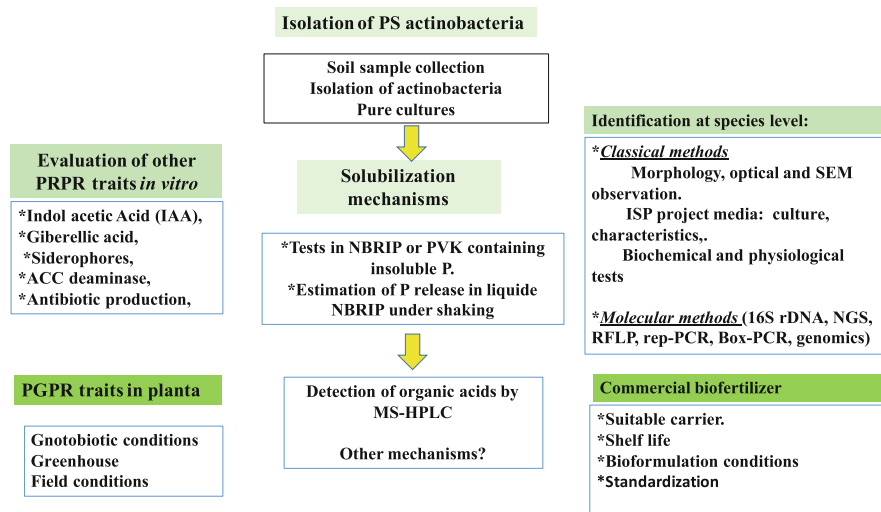 Isolation of PS actinobacteria
Soil sample collection
Isolation of actinobacteria
Pure cultures
Solubilization
mechanisms
*Tests in NBRIP or PVK containing
insoluble P.
*Estimation of P release in liquide
NBRIP under shaking
Detection of organic acids by
MS-HPLC
Other mechanisms?
Evaluation of other
PRPR traits in vitro
*Indol acetic Acid (IAA),
*Giberellic acid,
*Siderophores,
*ACC deaminase,
*Antibiotic production,
PGPR traits in planta
Gnotobiotic conditions
Greenhouse
Field conditions
Identification at species level:
*Classical methods
Morphology, optical and SEM
observation.
ISP project media: culture,
characteristics,.
Biochemical and physiological
tests
*Molecular methods (16S rDNA, NGS,
RFLP, rep-PCR, Box-PCR, genomics)
Commercial biofertilizer
*Suitable carrier.
*Shelf life
*Bioformulation conditions
*Standardization